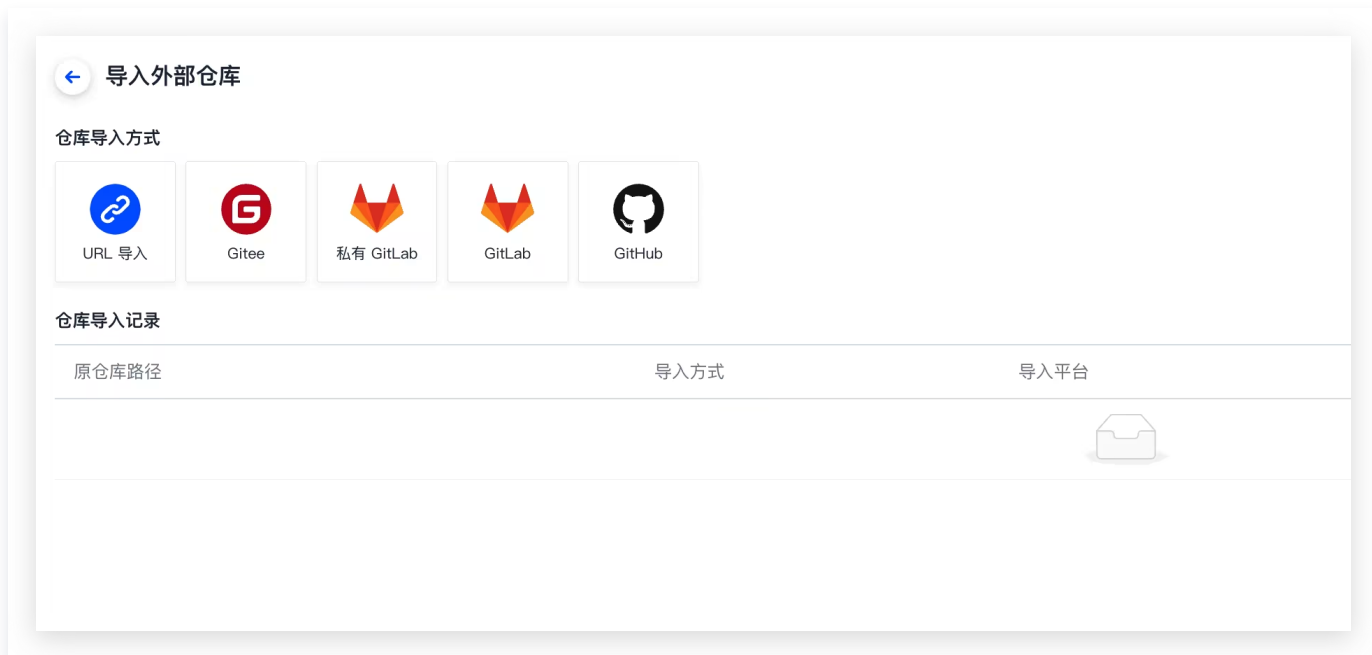 导入外部仓库
仓库导入方式
URL 导入
Gitee
私有 GitLab
GitLab
GitHub
仓库导入记录
原仓库路径 导入方式 导入平台